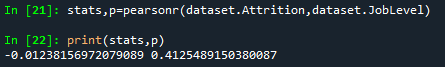 In [21]: stats,p=pearsonr(dataset.Attrition,dataset.JobLevel)
In [22]: print(stats,p)
-0.01238156972079089 0.4125489150380087